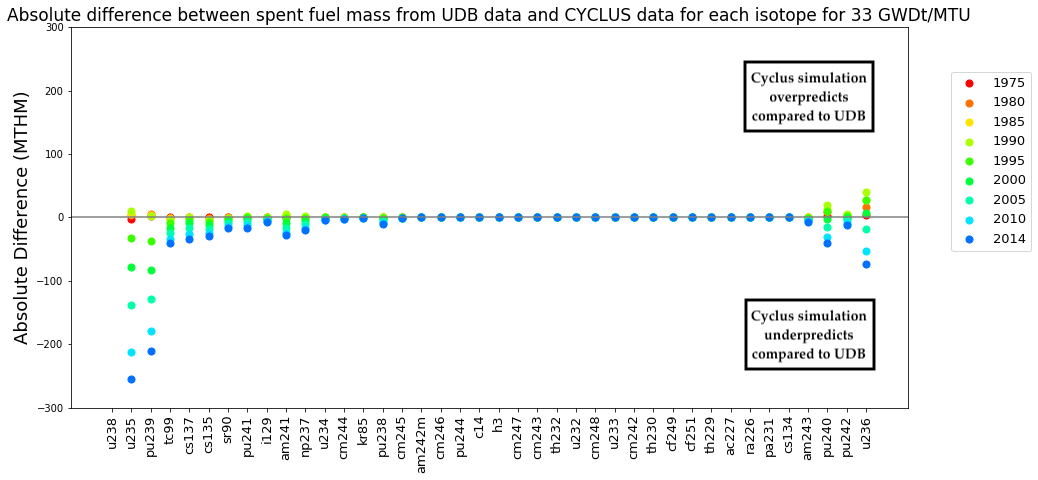 Absolute difference between spent fuel mass from UDB data and CYCLUS data for each isotope for 33 GWDt/MTU
Absolute Difference (MTHM)
300
200
100
0
−100
−200
−300
Cyclus simulation
overpredicts
compared to UDB
Cyclus simulation
underpredicts
compared to UDB
1975
1980
1985
1990
1995
2000
2005
2010
2014
u238
u235
pu239
tc99
cs137
cs135
sr90
pu241
i129
am241
np237
u234
cm244
kr85
pu238
cm245
am242m
cm246
pu244
c14
h3
cm247
cm243
th232
u232
cm248
u233
cm242
th230
cf249
cf251
th229
ac227
ra226
pa231
cs134
am243
pu240
pu242
u236